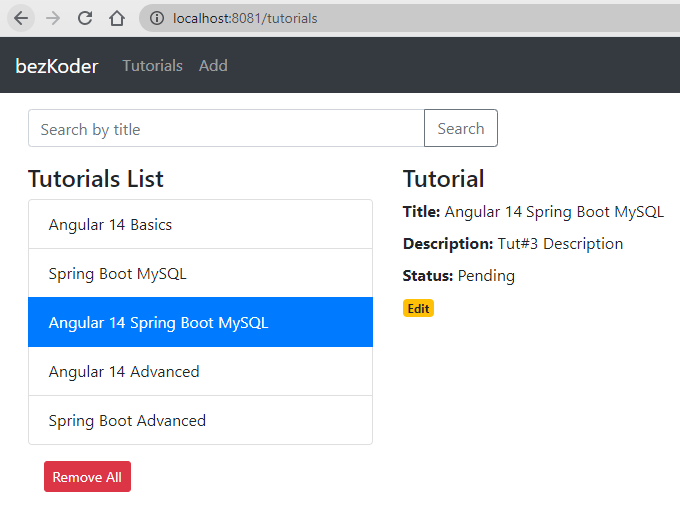 localhost:8081/tutorials
bezKoder Tutorials Add
Search by title Search
Tutorials List
Angular 14 Basics
Spring Boot MySQL
Angular 14 Spring Boot MySQL
Angular 14 Advanced
Spring Boot Advanced
Remove All
Tutorial
Title: Angular 14 Spring Boot MySQL
Description: Tut#3 Description
Status: Pending
Edit